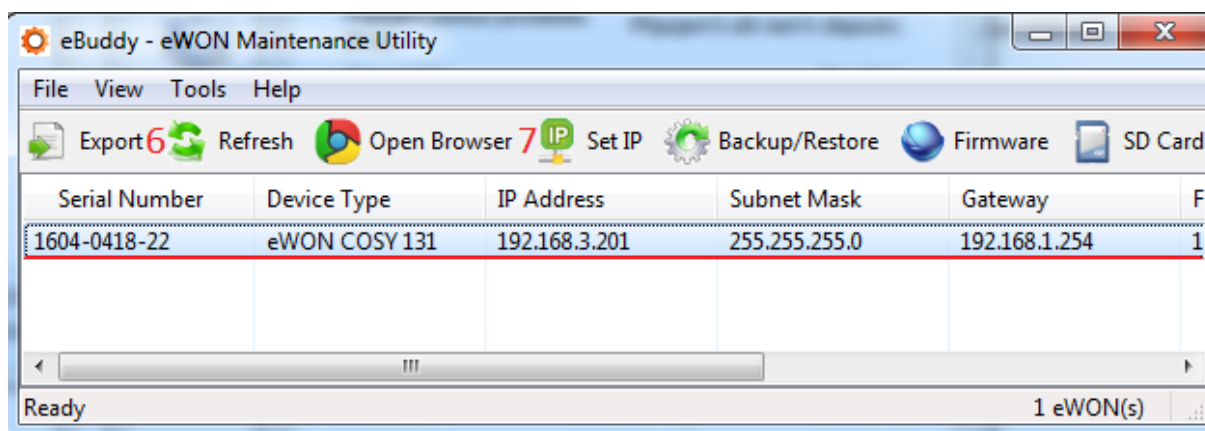 eBuddy - eWON Maintenance Utility
File View Tools Help
Export 6 Refresh Open Browser 7 IP Set IP Backup/Restore Firmware SD Card
Serial Number Device Type IP Address Subnet Mask Gateway F
1604-0418-22 eWON COSY 131 192.168.3.201 255.255.255.0 192.168.1.254 1
Ready 1 eWON(s)